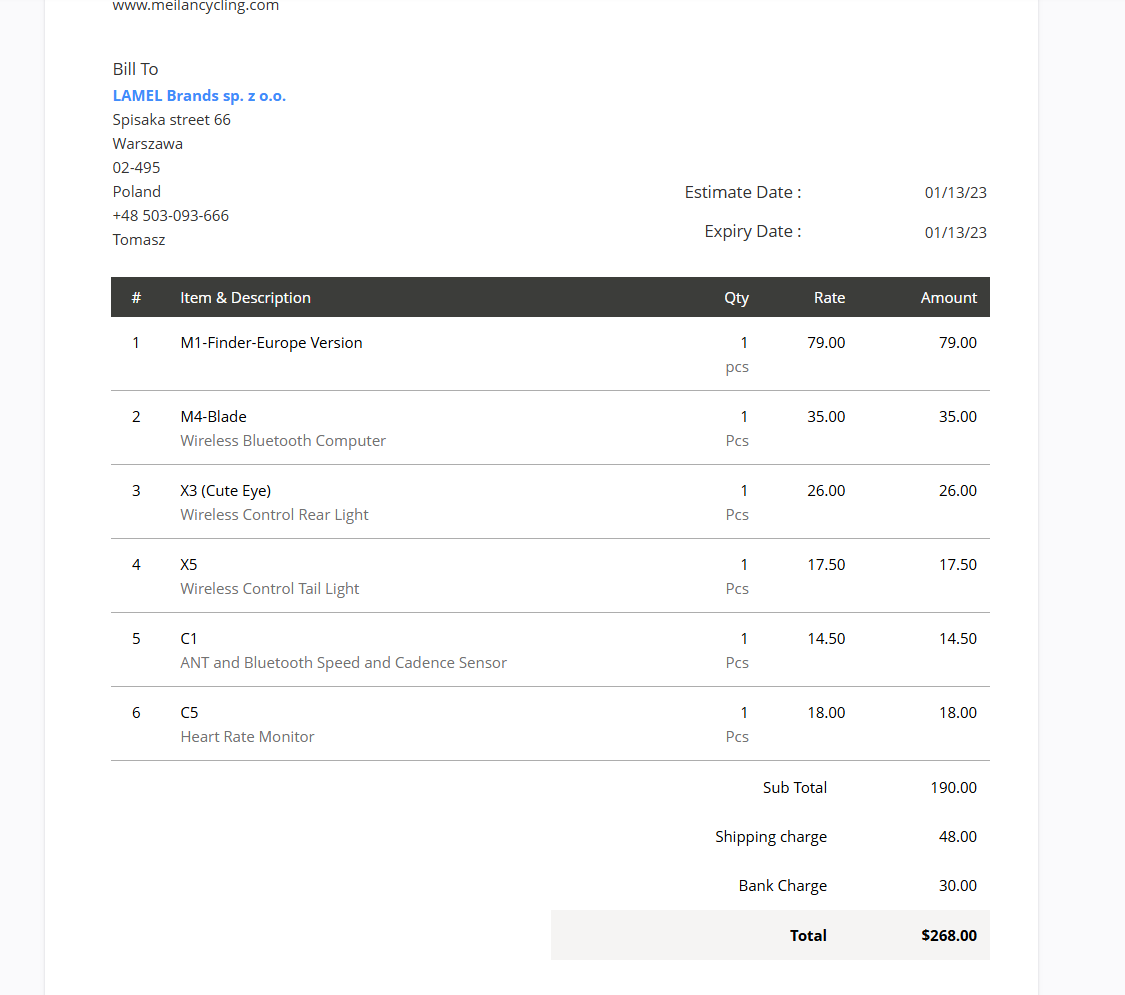 www.meilancycling.com
Bill To
LAMEL Brands sp. z o.o.
Spisaka street 66
Warszawa
02-495
Poland
+48 503-093-666
Tomasz
Estimate Date : 01/13/23
Expiry Date : 01/13/23
# Item & Description Qty Rate Amount
1 M1-Finder-Europe Version 1 79.00 79.00
pcs
2 M4-Blade 1 35.00 35.00
Wireless Bluetooth Computer Pcs
3 X3 (Cute Eye) 1 26.00 26.00
Wireless Control Rear Light Pcs
4 X5 1 17.50 17.50
Wireless Control Tail Light Pcs
5 C1 1 14.50 14.50
ANT and Bluetooth Speed and Cadence Sensor Pcs
6 C5 1 18.00 18.00
Heart Rate Monitor Pcs
Sub Total 190.00
Shipping charge 48.00
Bank Charge 30.00
Total $268.00